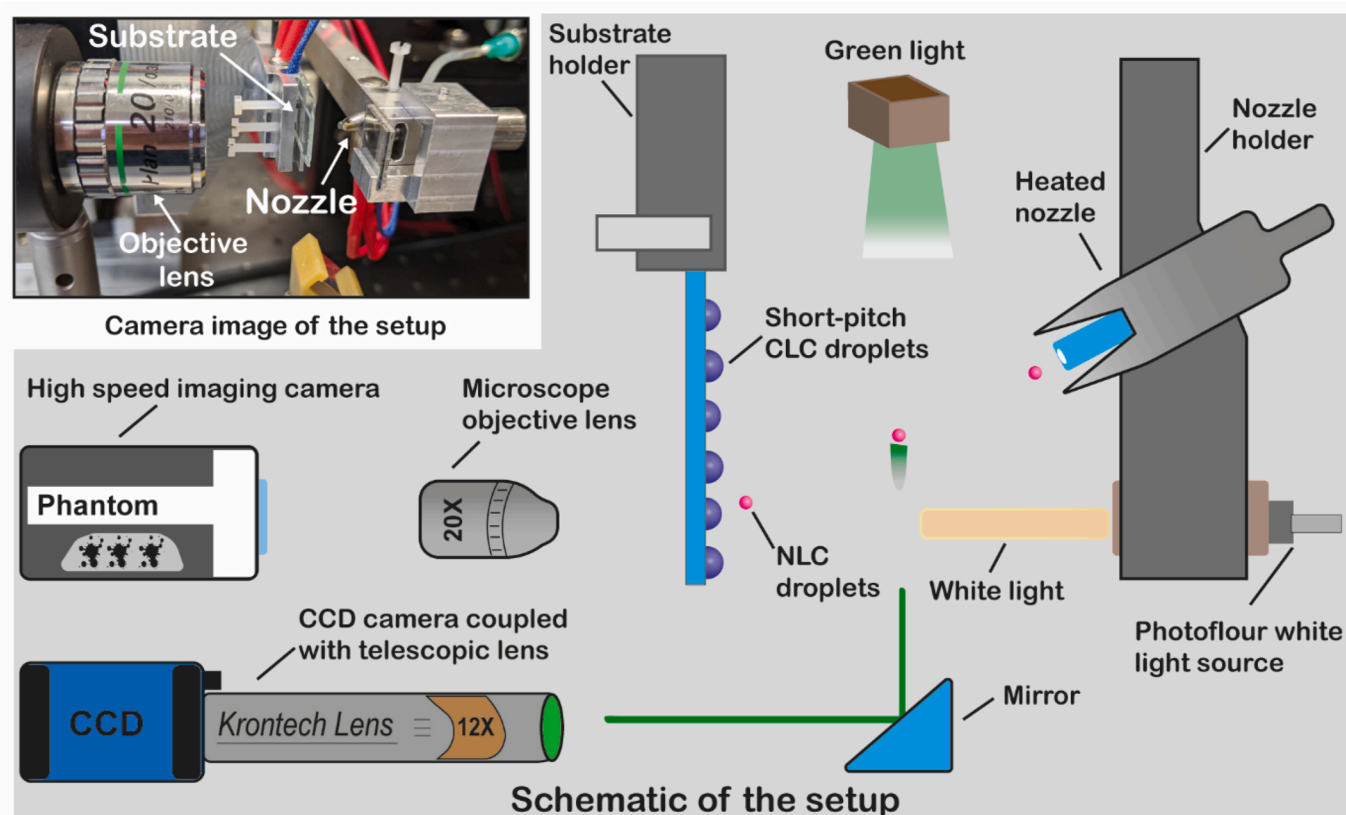 Substrate
Nozzle
Objective
lens
20
Camera image of the setup
Substrate
holder
Green light
Nozzle
holder
Heated
nozzle
Short-pitch
CLC droplets
High speed imaging camera
Phantom
Microscope
objective lens
20X
NLC
droplets
White light
Photoflour white
light source
CCD camera coupled
with telescopic lens
CCD
Krontech Lens
12X
Mirror
Schematic of the setup